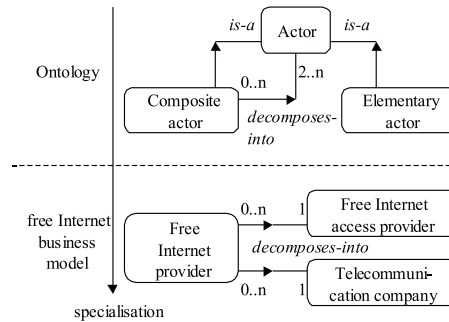 is-a
Actor
is-a
Ontology
0..n
2..n
Composite
actor
decomposes-
into
Elementary
actor
free Internet
business
model
Free
Internet
provider
0..n
1
Free Internet
access provider
decomposes-into
0..n
1
Telecommuni-
cation company
specialisation